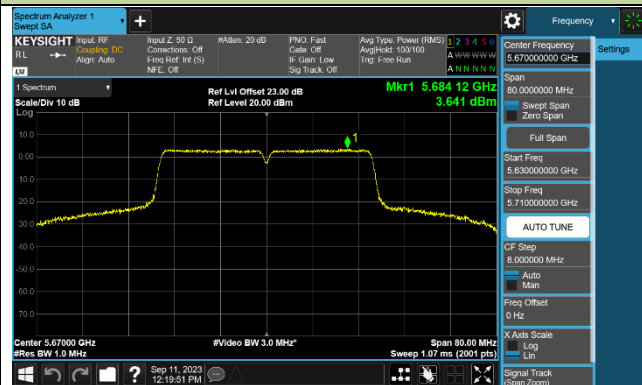 Spectrum Analyzer 1
Swept SA
Frequency
KEYSIGHT
Input: RF
Input Z: 50 Ω
#Atten: 20 dB
PNO: Fast
Avg Type: Power (RMS)
1 2 3 4 5 6
RL
Coupling: DC
Corrections: Off
Gate: Off
Avg|Hold: 100/100
A W W W W W
Align: Auto
Freq Ref: Int (S)
IF Gain: Low
Trig: Free Run
LXI
NFE: Off
Sig Track: Off
A N N N N N
1 Spectrum
Ref Lvl Offset 23.00 dB
Mkr1 5.684 12 GHz
Scale/Div 10 dB
Ref Level 20.00 dBm
3.641 dBm
Log
10.0
0.00
-10.0
-20.0
-30.0
-40.0
-50.0
-60.0
-70.0
1
Center 5.67000 GHz
#Video BW 3.0 MHz*
Span 80.00 MHz
#Res BW 1.0 MHz
Sweep 1.07 ms (2001 pts)
Sep 11, 2023
12:19:51 PM
?
Center Frequency
5.670000000 GHz
Settings
Span
80.0000000 MHz
Swept Span
Zero Span
Full Span
Start Freq
5.630000000 GHz
Stop Freq
5.710000000 GHz
AUTO TUNE
CF Step
8.000000 MHz
Auto
Man
Freq Offset
0 Hz
X Axis Scale
Log
Lin
Signal Track
(Span Zoom)